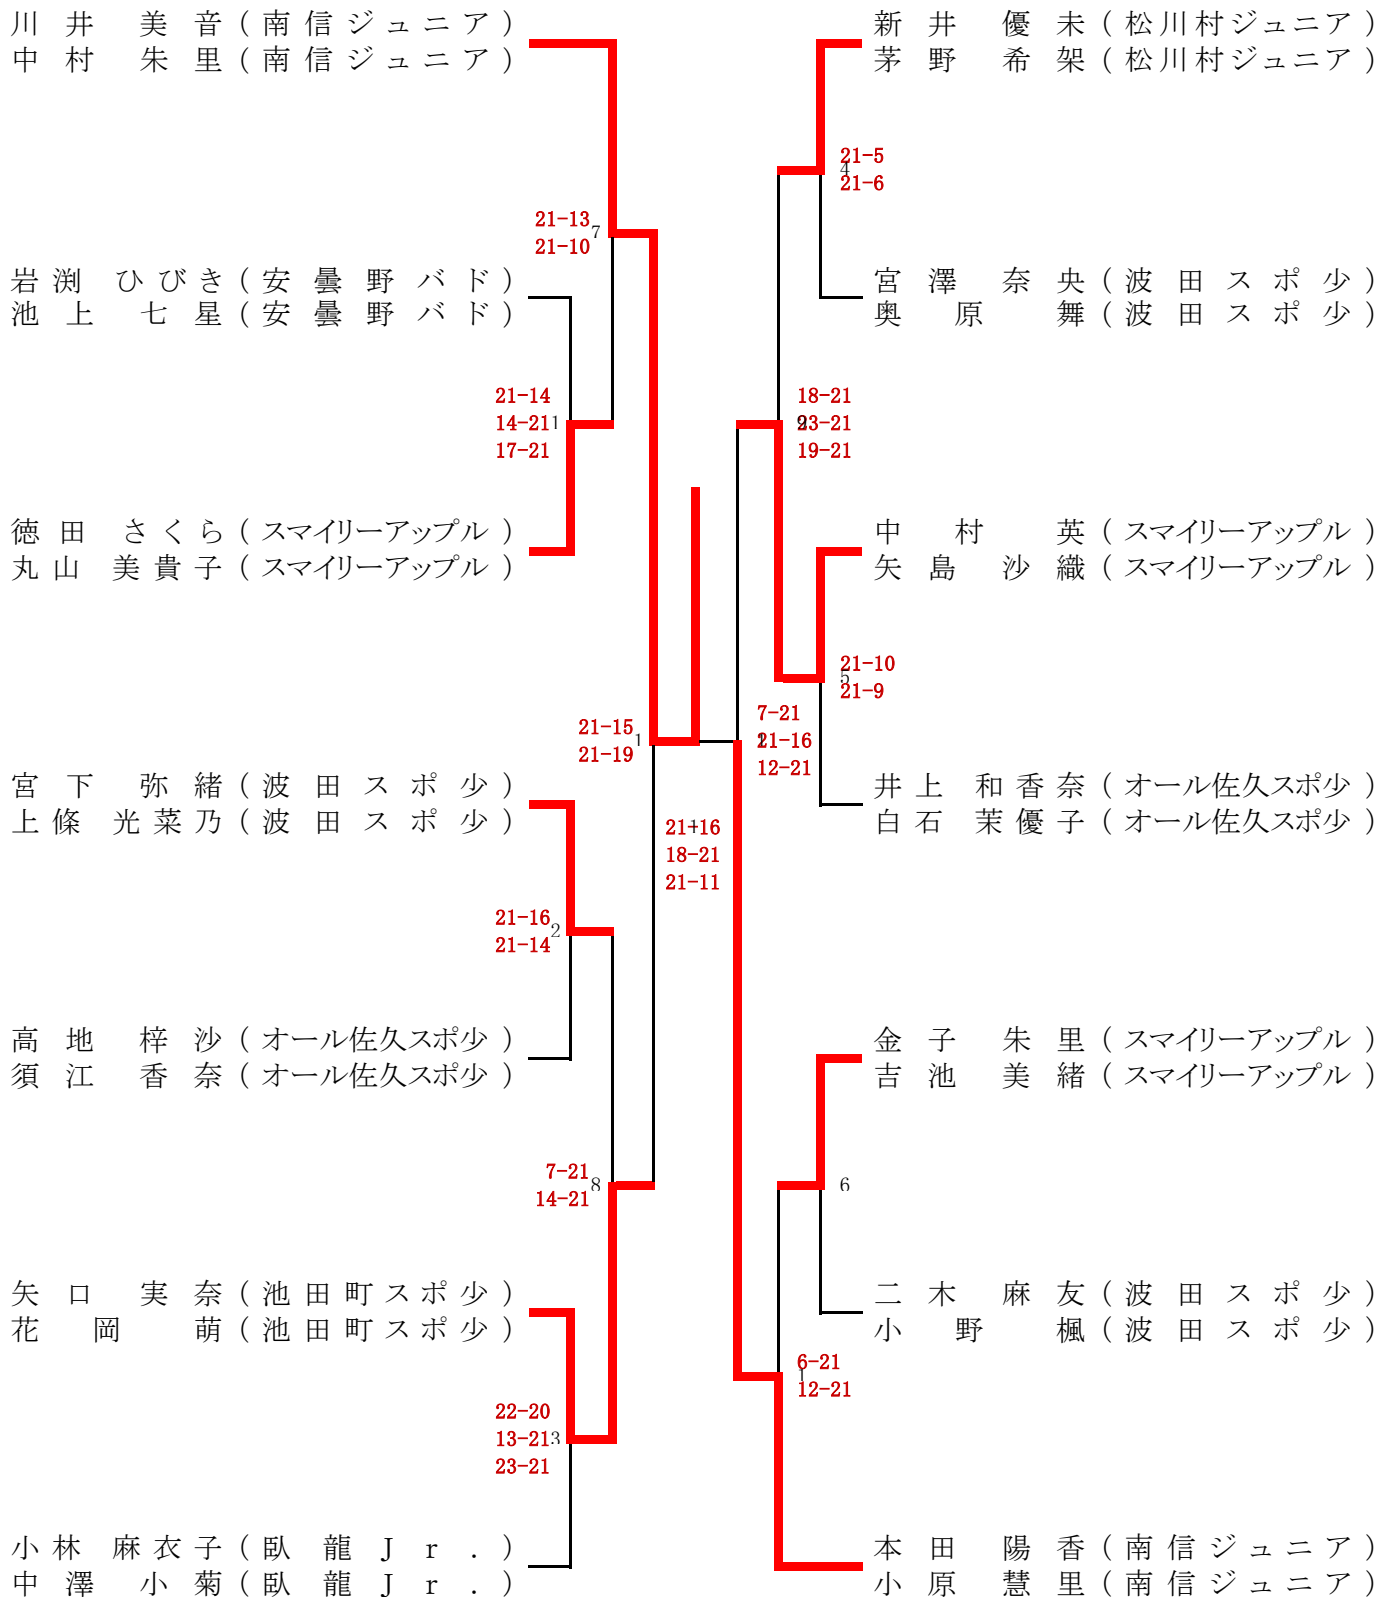 川井 美音(南信ジュニア)
中村 朱里(南信ジュニア)
21-13
7
21-10
岩渕 ひびき(安曇野バド)
池上 七星(安曇野バド)
21-14
14-21 1
17-21
徳田 さくら(スマイリーアップル)
丸山 美貴子(スマイリーアップル)
21-15
1
21-19
宮下 弥緒(波田スポ少)
上條 光菜乃(波田スポ少)
21-16
2
21-14
高地 梓沙(オール佐久スポ少)
須江 香奈(オール佐久スポ少)
7-21
8
14-21
矢口 実奈(池田町スポ少)
花岡 萌(池田町スポ少)
22-20
13-21 3
23-21
小林 麻衣子(臥龍Jr.)
中澤 小菊(臥龍Jr.)
21+16
18-21
21-11
新井 優未(松川村ジュニア)
茅野 希架(松川村ジュニア)
21-5
4
21-6
宮澤 奈央(波田スポ少)
奥原 舞(波田スポ少)
18-21
23-21
19-21
中村 英(スマイリーアップル)
矢島 沙織(スマイリーアップル)
21-10
5
21-9
7-21
21-16
12-21
井上 和香奈(オール佐久スポ少)
白石 茉優子(オール佐久スポ少)
金子 朱里(スマイリーアップル)
吉池 美緒(スマイリーアップル)
6
二木 麻友(波田スポ少)
小野 楓(波田スポ少)
6-21
1
12-21
本田 陽香(南信ジュニア)
小原 慧里(南信ジュニア)